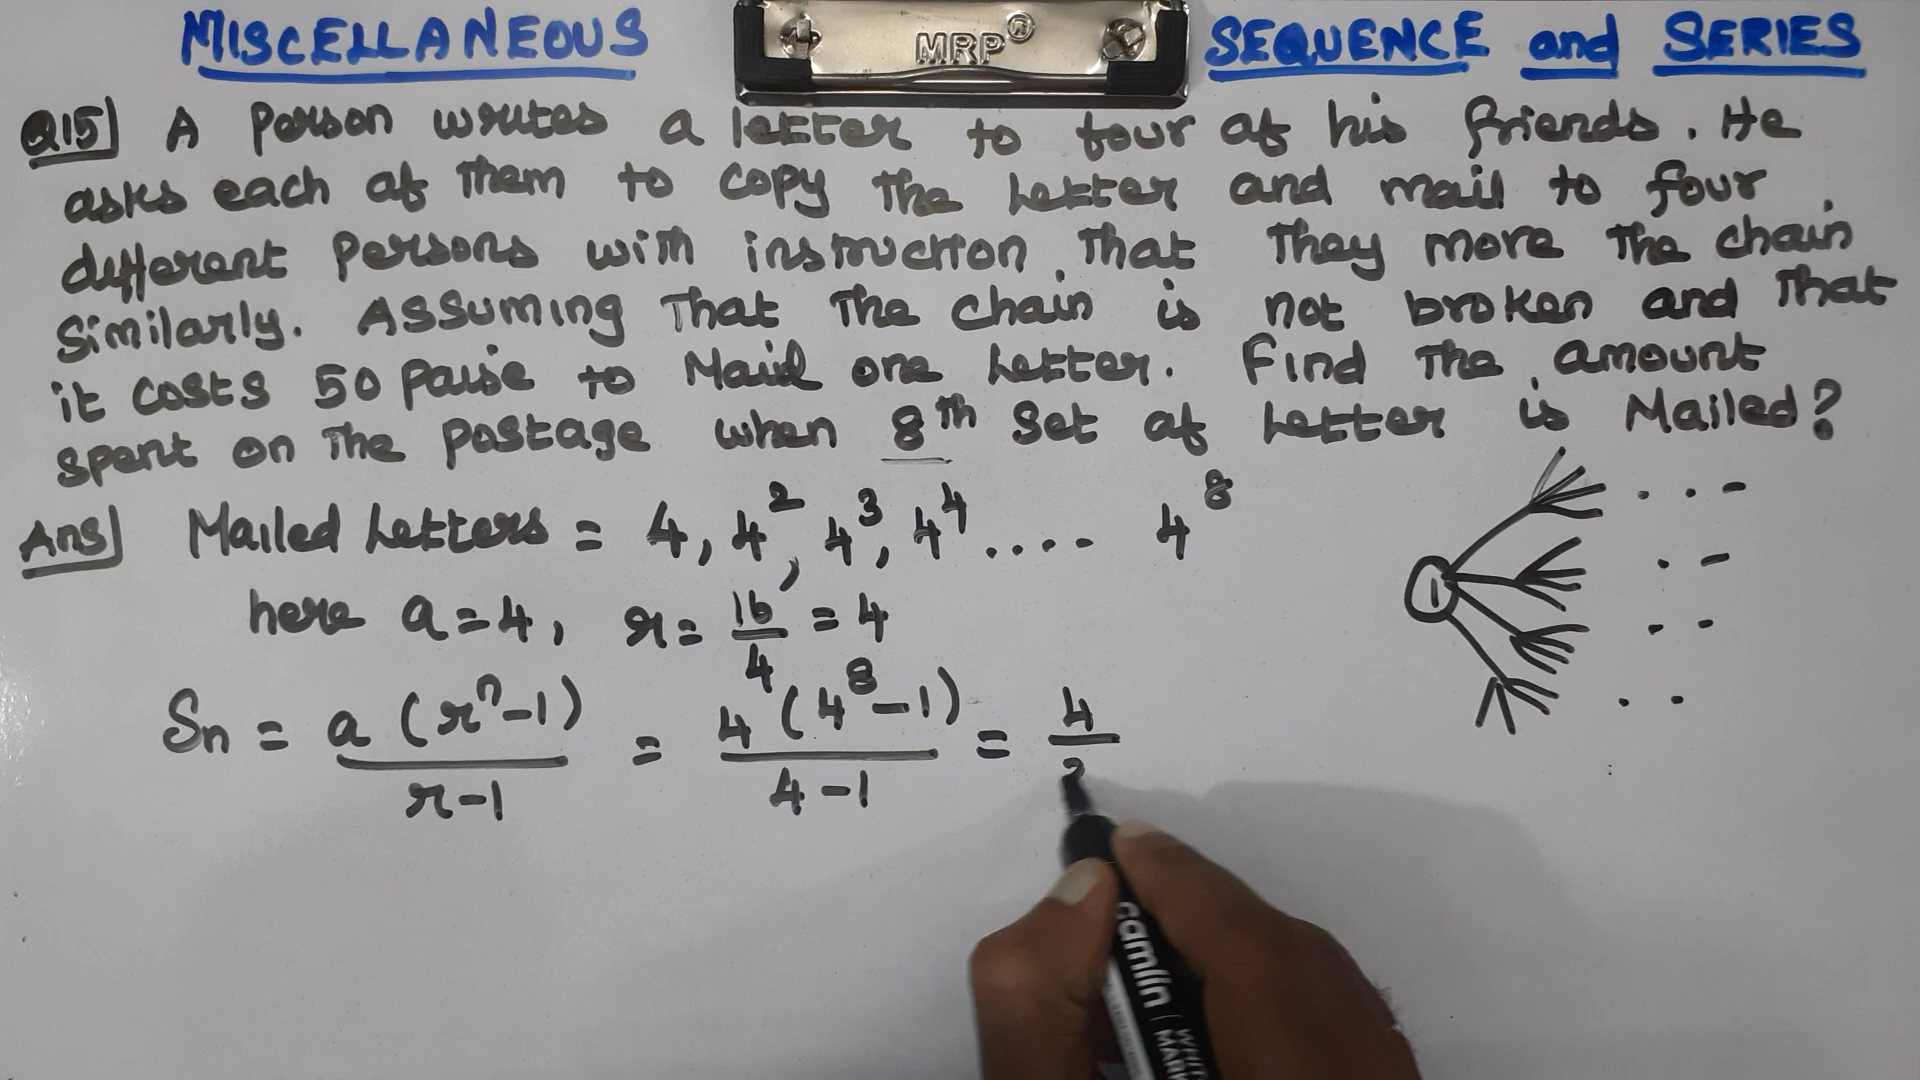 MISCELLANEOUS MRP® SEQUENCE and SERIES
Q15] A Person writes a letter to four of his friends. He
asks each of them to copy the letter and mail to four
different persons with instruction that they more the chain
Similarly. Assuming that the chain is not broken and that
it costs 50 paise to Mail one letter. Find the amount
spent on the postage when 8th Set of letter is Mailed?
Ans] Mailed letters = 4, 4², 4³, 4⁴ .... 4⁸
here a=4, r= 16/4 = 4
Sn = a(rⁿ-1)/r-1 = 4(4⁸-1)/4-1 = 4/
1
camlin